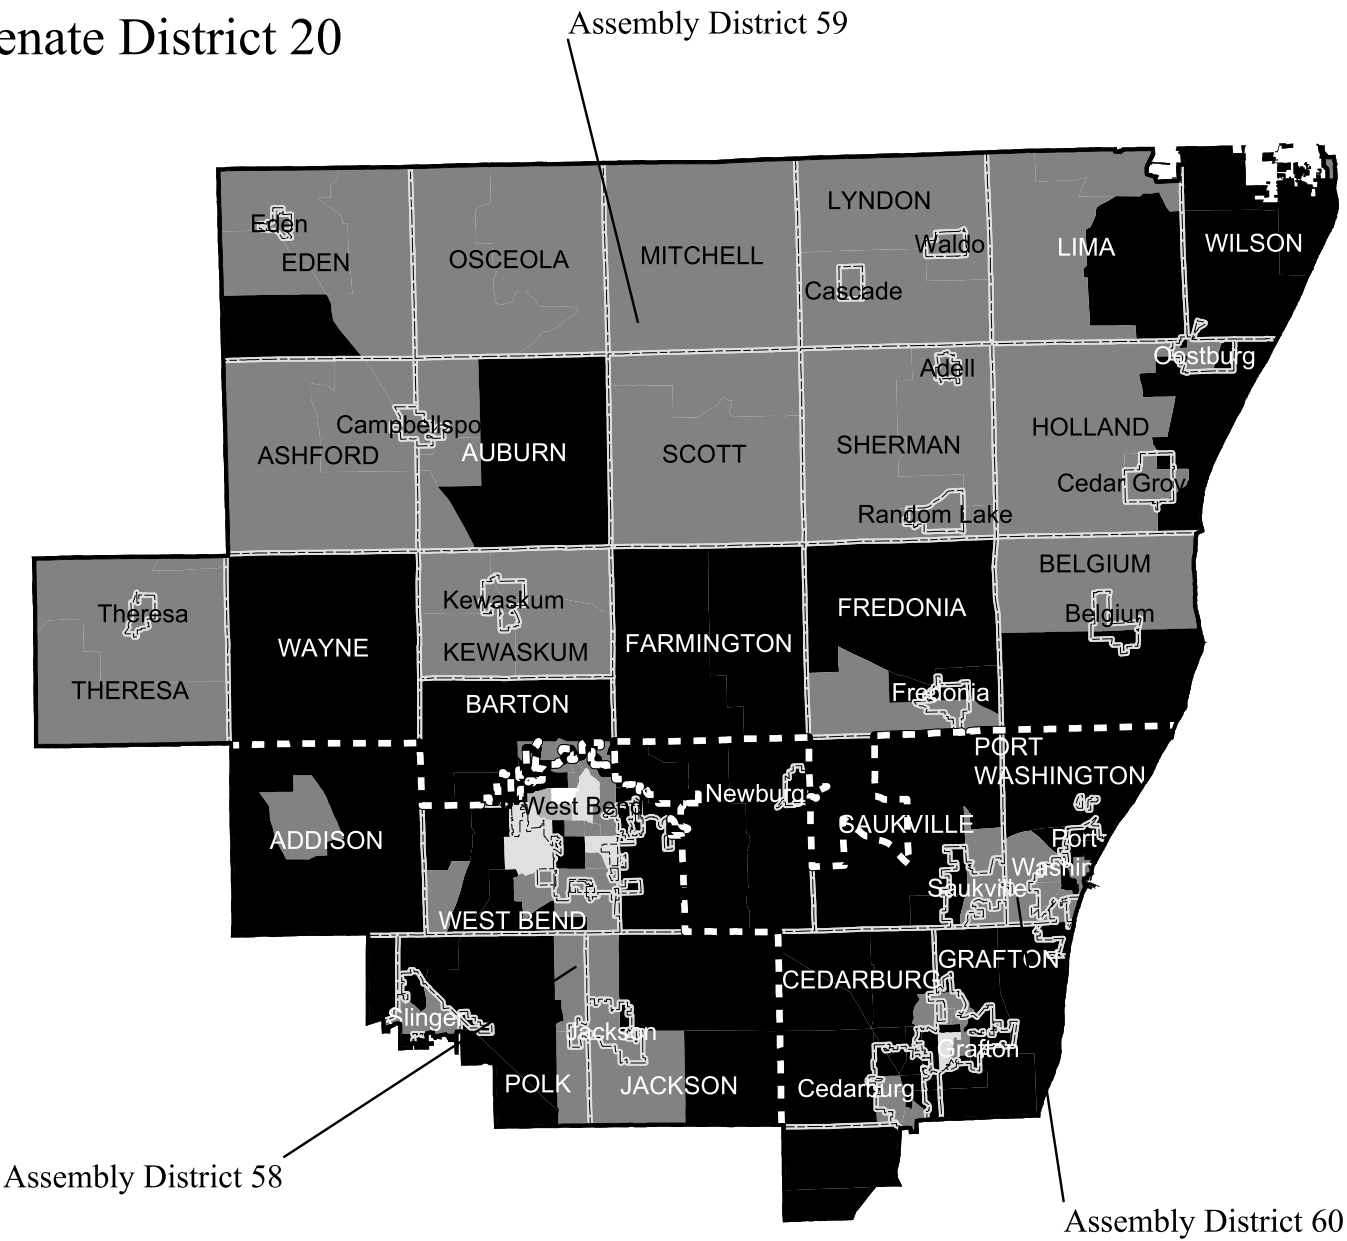 enate District 20
Assembly District 59
LYNDON
Eden
Waldo
LIMA
WILSON
EDEN
OSCEOLA
MITCHELL
Cascade
Oostburg
Adell
Campbellspo
HOLLAND
ASHFORD
AUBURN
SCOTT
SHERMAN
Cedar Grov
Random Lake
BELGIUM
Theresa
Kewaskum
FREDONIA
Belgium
WAYNE
KEWASKUM
FARMINGTON
THERESA
Fredonia
BARTON
PORT
WASHINGTON
Newburg
West Bend
ADDISON
SAUKVILLE
Port
Washin
Saukville
WEST BEND
GRAFTON
CEDARBURG
Slinger
Jackson
Grafton
POLK
JACKSON
Cedarburg
Assembly District 58
Assembly District 60